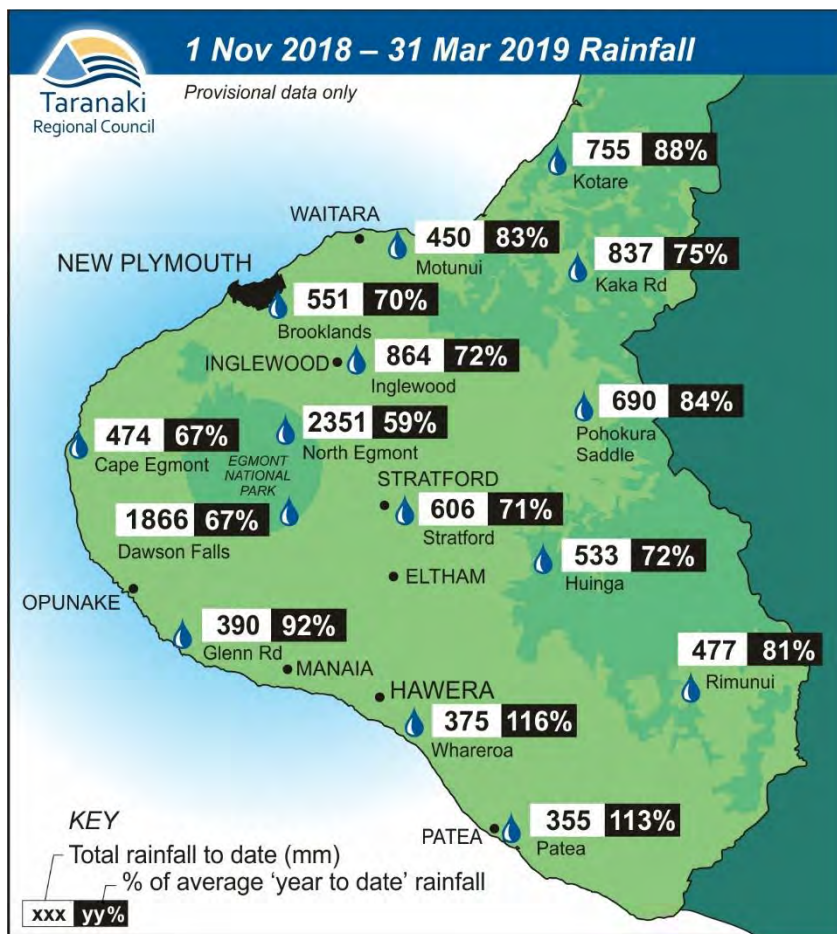 1 Nov 2018 – 31 Mar 2019 Rainfall
Taranaki
Regional Council
Provisional data only
755 88%
Kotare
WAITARA
450 83%
Motunui
NEW PLYMOUTH
837 75%
Kaka Rd
551 70%
Brooklands
INGLEWOOD
864 72%
Inglewood
690 84%
Pohokura
Saddle
474 67%
Cape Egmont
2351 59%
North Egmont
EGMONT
NATIONAL
PARK
STRATFORD
1866 67%
Dawson Falls
606 71%
Stratford
533 72%
Huinga
ELTHAM
OPUNAKE
390 92%
Glenn Rd
MANAIA
477 81%
Rimunui
HAWERA
375 116%
Whareroa
PATEA
355 113%
Patea
KEY
Total rainfall to date (mm)
% of average ‘year to date’ rainfall
xxx yy%